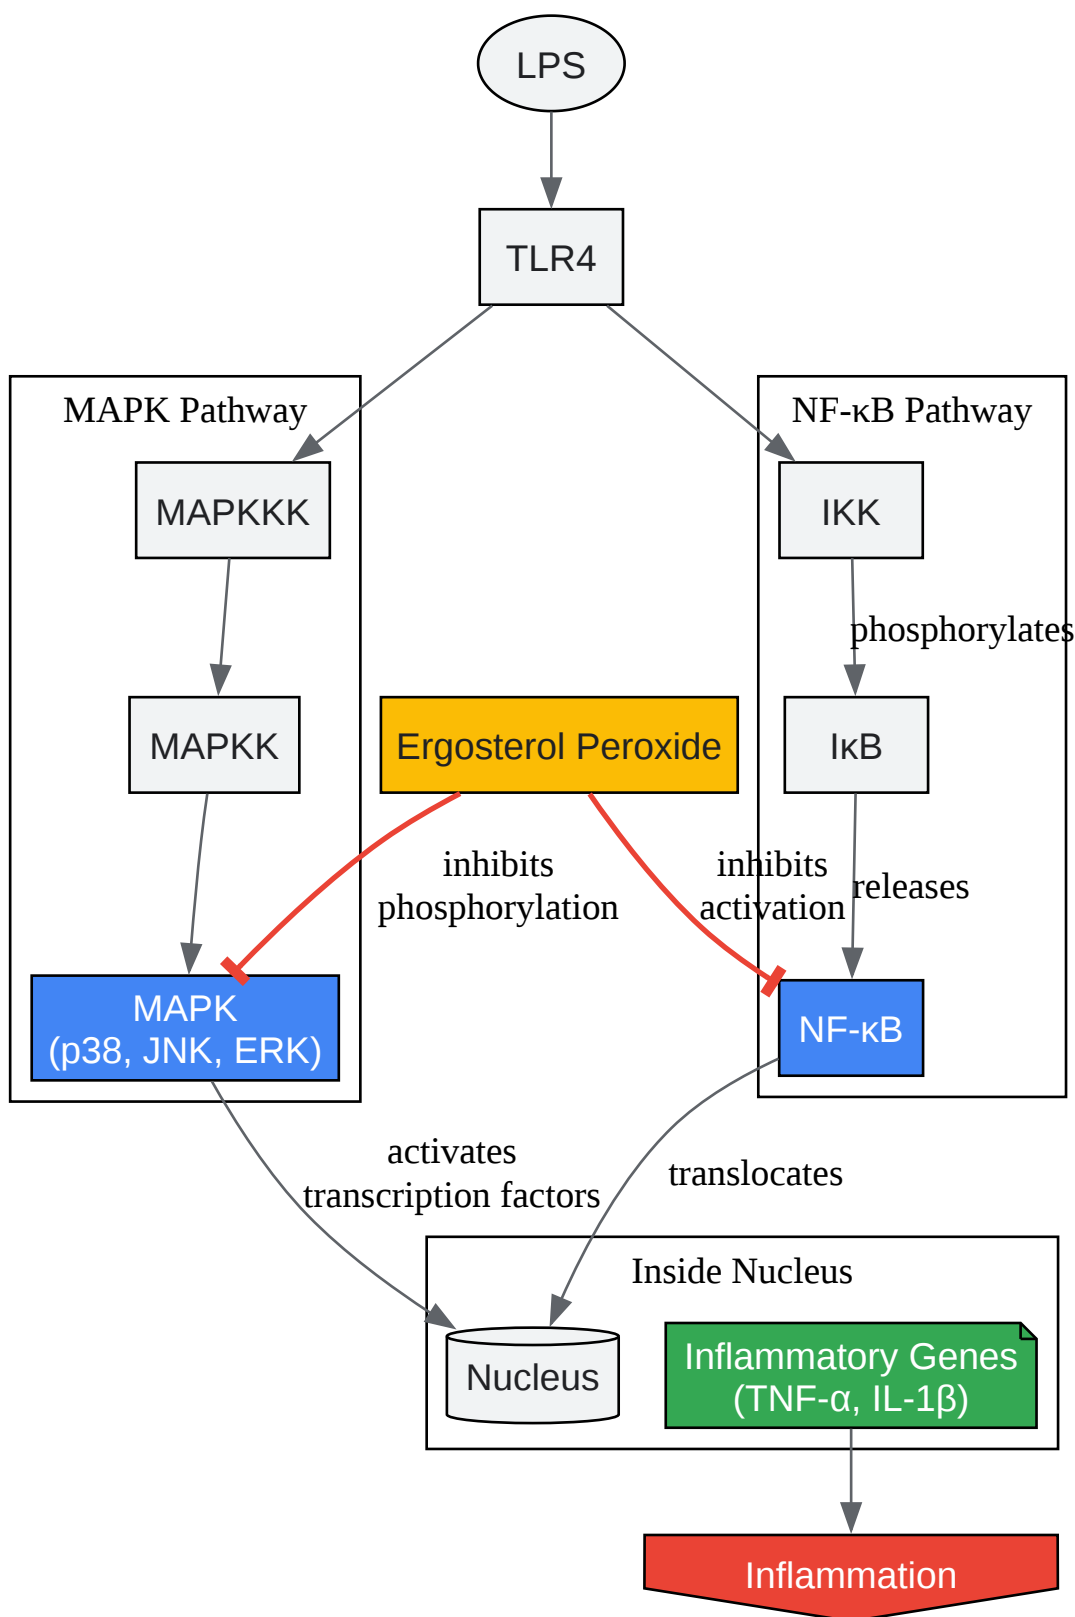 LPS
TLR4
MAPK Pathway
NF-κB Pathway
MAPKKK
IKK
phosphorylates
MAPKK
Ergosterol Peroxide
IκB
inhibits
phosphorylation
inhibits
activation
releases
MAPK
(p38, JNK, ERK)
NF-κB
activates
transcription factors
translocates
Inside Nucleus
Nucleus
Inflammatory Genes
(TNF-α, IL-1β)
Inflammation